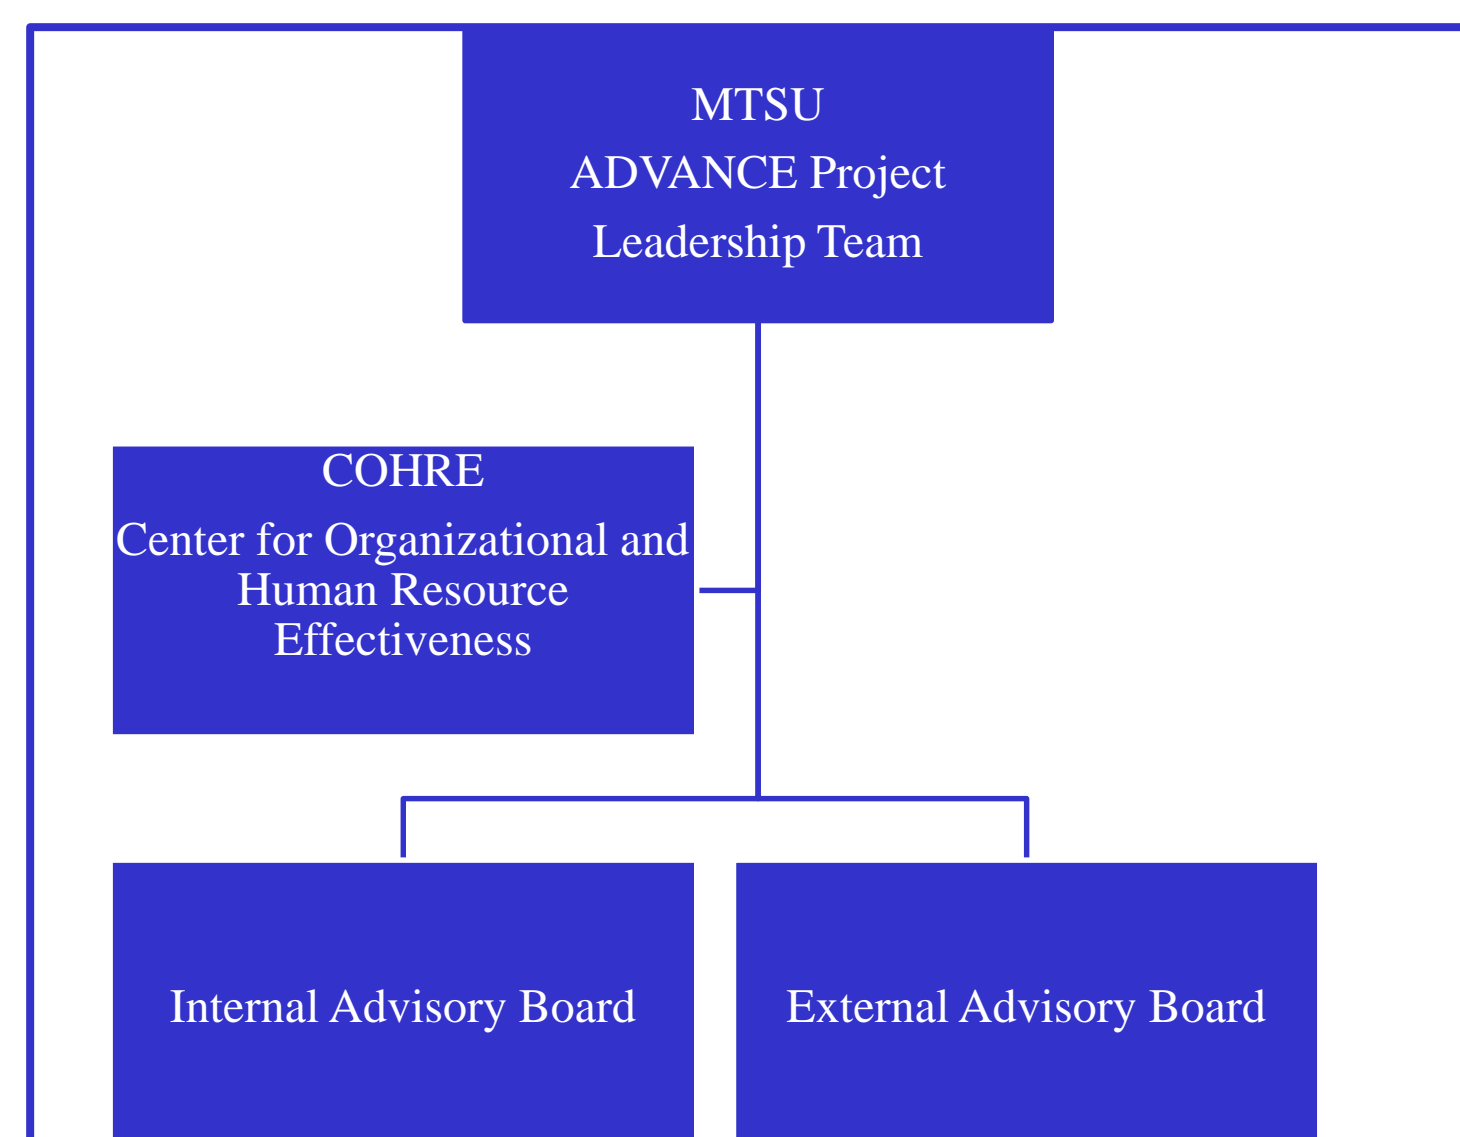 MTSU
ADVANCE Project
Leadership Team
COHRE
Center for Organizational and
Human Resource
Effectiveness
Internal Advisory Board
External Advisory Board